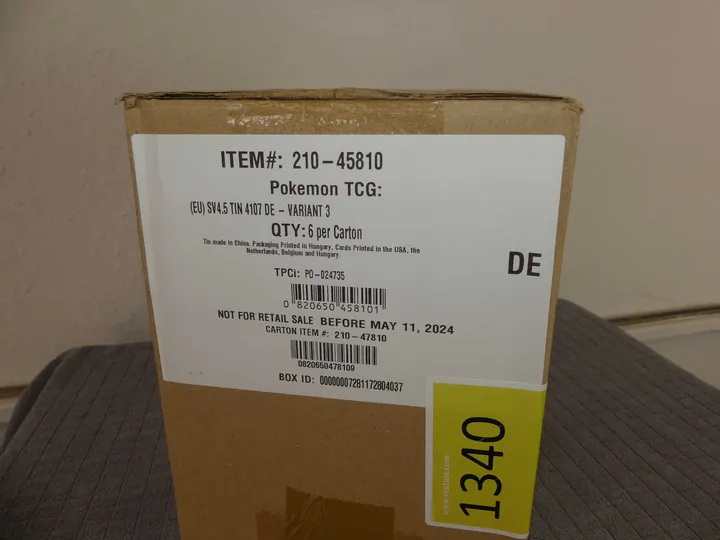 ITEM#: 210-45810
Pokemon TCG:
(EU) SV4.5 TIN 4107 DE - VARIANT 3
QTY: 6 per Carton
Tin made in China, Packaging Printed in Hungary, Cards Printed in the USA, the
Netherlands, Belgium and Hungary.
DE
TPCi: PO-024735
0 820650 458101
NOT FOR RETAIL SALE BEFORE MAY 11, 2024
CARTON ITEM #: 210-47810
0820650478109
BOX ID: 00000007281172804037
1340